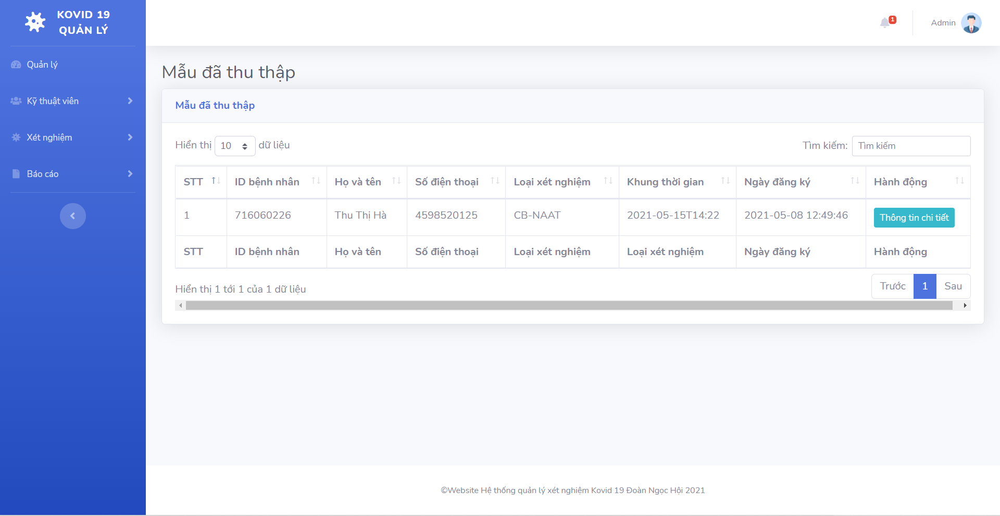 KOVID 19
QUẢN LÝ
Quản lý
Kỹ thuật viên
Xét nghiệm
Báo cáo
1
Admin
Mẫu đã thu thập
Mẫu đã thu thập
Hiển thị 10 dữ liệu
Tìm kiếm: Tìm kiếm
STT ID bệnh nhân Họ và tên Số điện thoại Loại xét nghiệm Khung thời gian Ngày đăng ký Hành động
1 716060226 Thu Thị Hà 4598520125 CB-NAAT 2021-05-15T14:22 2021-05-08 12:49:46 Thông tin chi tiết
STT ID bệnh nhân Họ và tên Số điện thoại Loại xét nghiệm Loại xét nghiệm Ngày đăng ký Hành động
Hiển thị 1 tới 1 của 1 dữ liệu
Trước 1 Sau
©Website Hệ thống quản lý xét nghiệm Kovid 19 Đoàn Ngọc Hội 2021